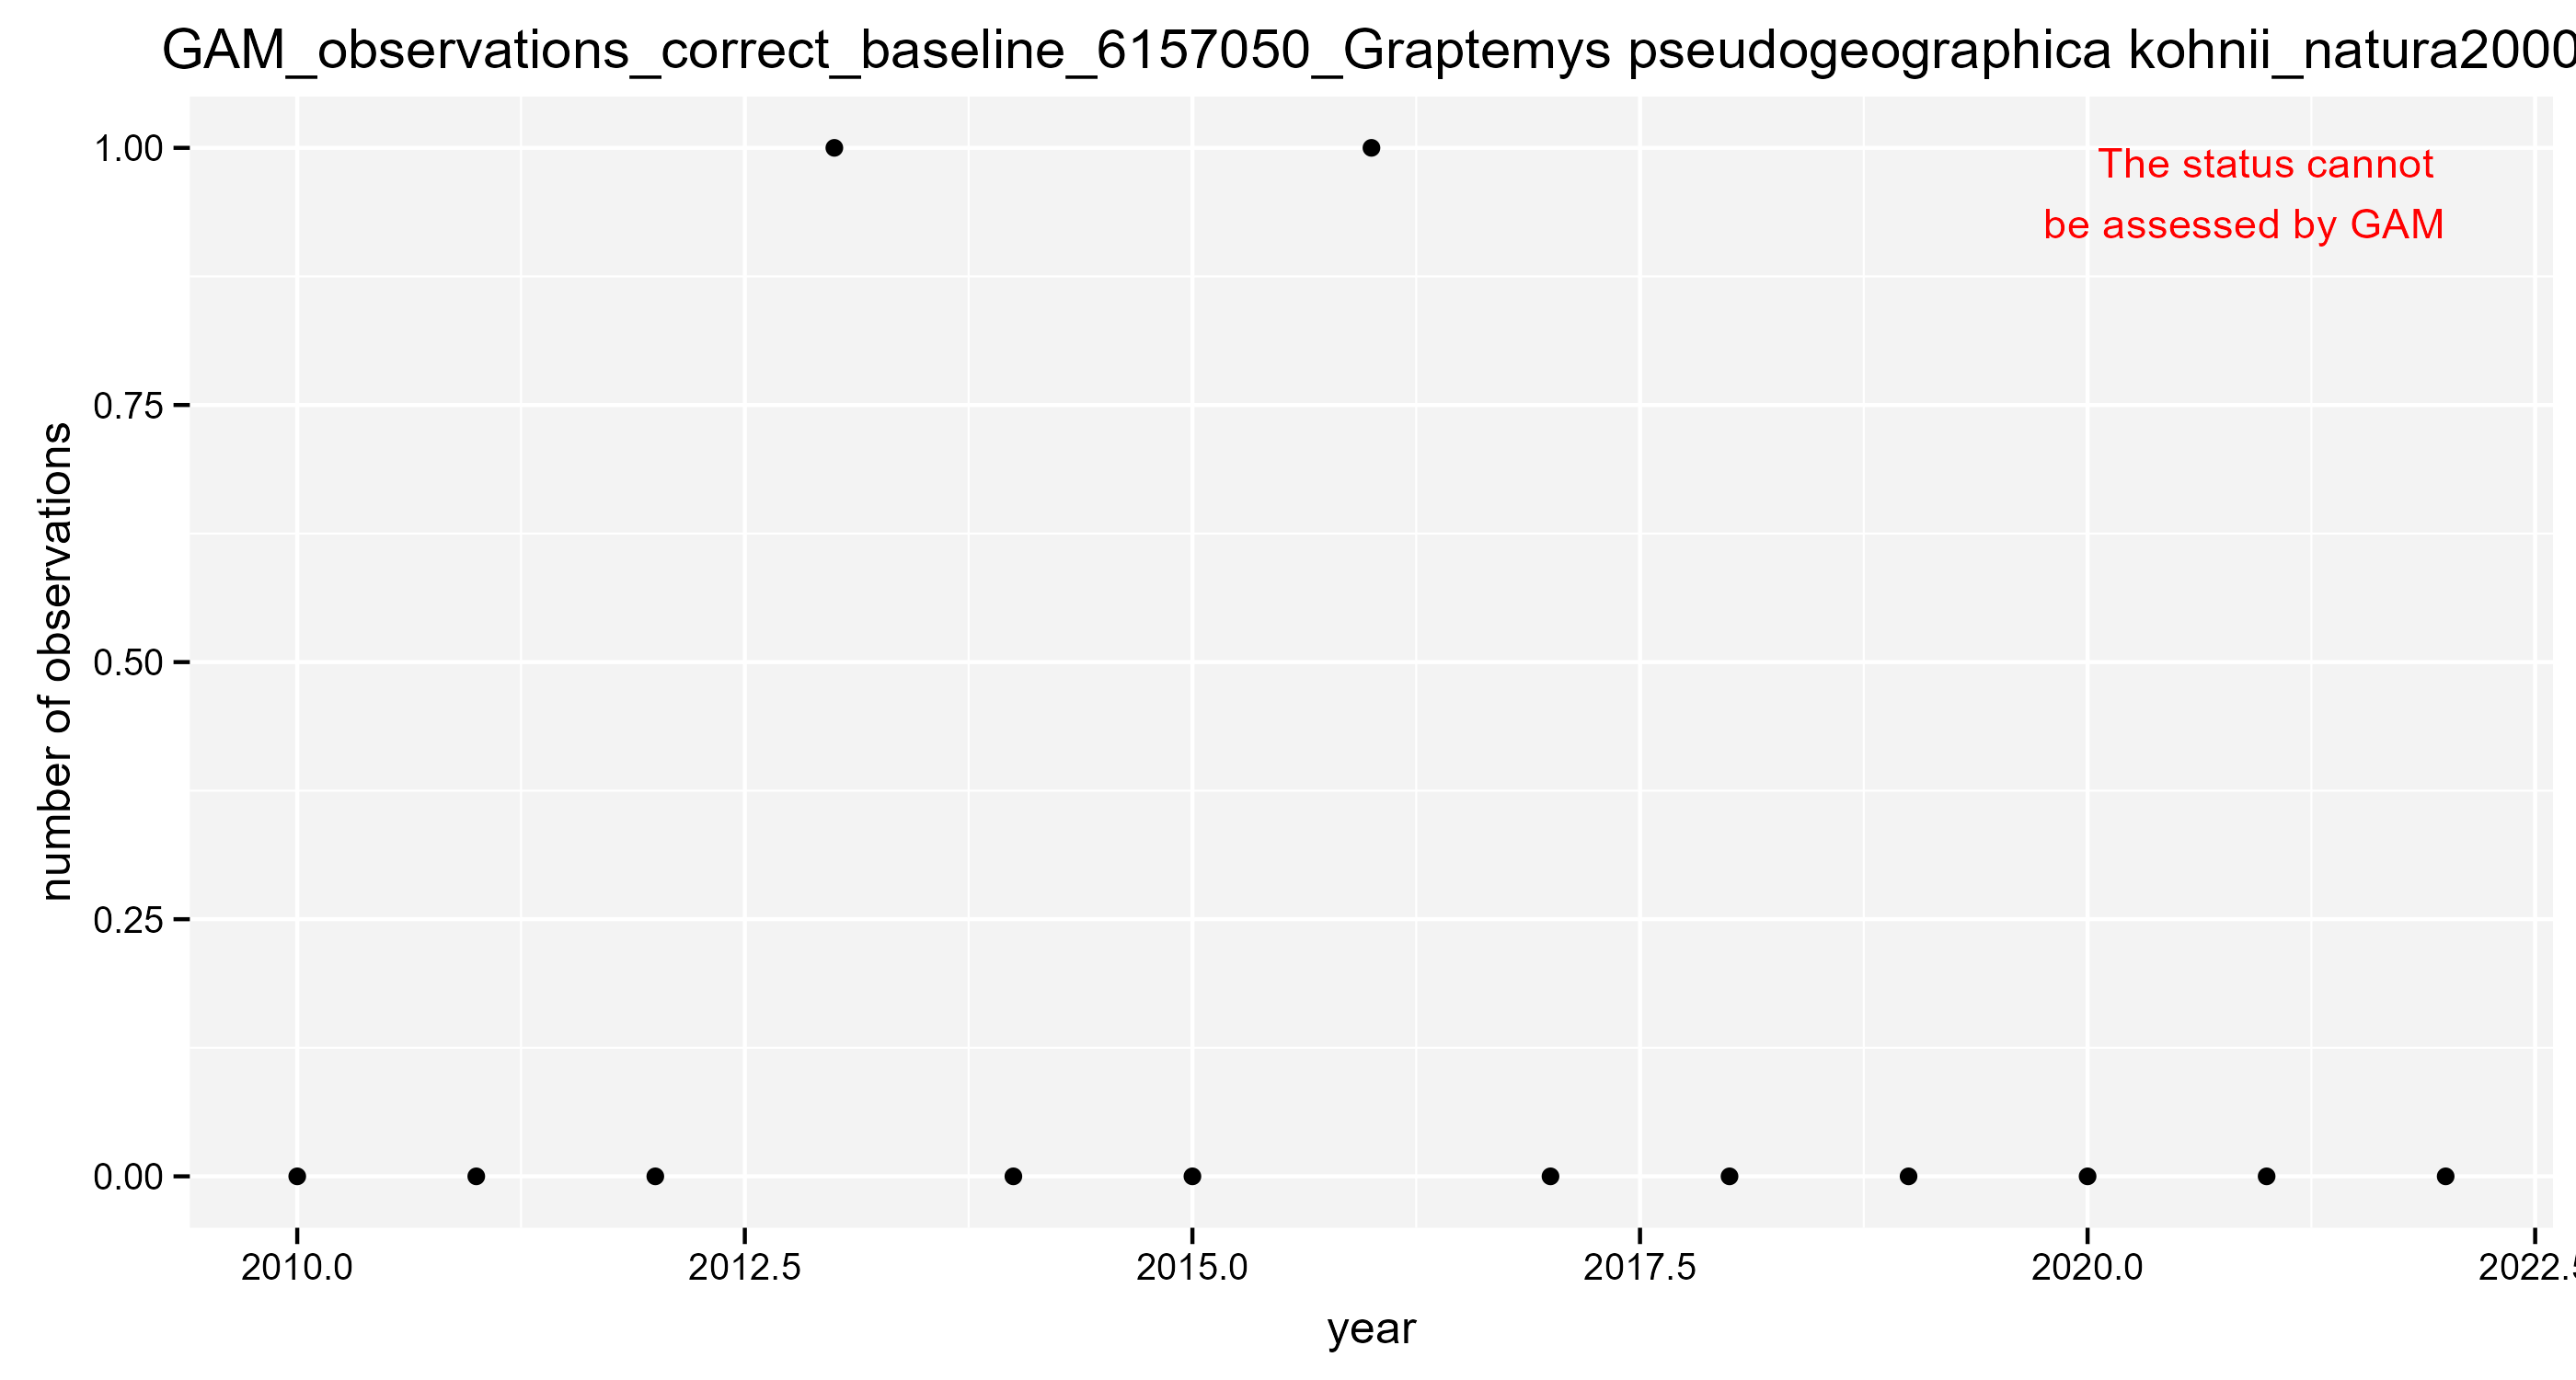 GAM_observations_correct_baseline_6157050_Graptemys pseudogeographica kohnii_natura2000
1.00
The status cannot
be assessed by GAM
0.75
0.50
0.25
0.00
number of observations
2010.0
2012.5
2015.0
2017.5
2020.0
2022.5
year